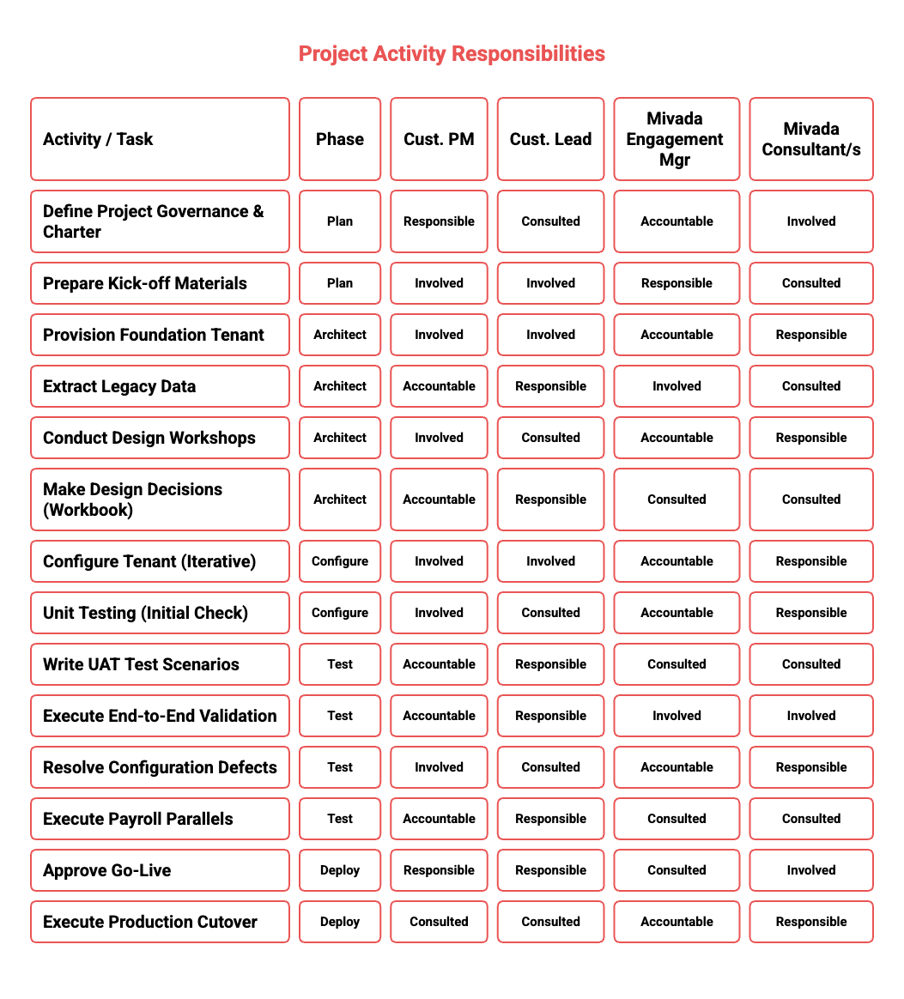 Project Activity Responsibilities
Activity / Task
Phase
Cust. PM
Cust. Lead
Mivada
Engagement
Mgr
Mivada
Consultant/s
Define Project Governance &
Charter
Plan
Responsible
Consulted
Accountable
Involved
Prepare Kick-off Materials
Plan
Involved
Involved
Responsible
Consulted
Provision Foundation Tenant
Architect
Involved
Involved
Accountable
Responsible
Extract Legacy Data
Architect
Accountable
Responsible
Involved
Consulted
Conduct Design Workshops
Architect
Involved
Consulted
Accountable
Responsible
Make Design Decisions
(Workbook)
Architect
Accountable
Responsible
Consulted
Consulted
Configure Tenant (Iterative)
Configure
Involved
Involved
Accountable
Responsible
Unit Testing (Initial Check)
Configure
Involved
Consulted
Accountable
Responsible
Write UAT Test Scenarios
Test
Accountable
Responsible
Consulted
Consulted
Execute End-to-End Validation
Test
Accountable
Responsible
Involved
Involved
Resolve Configuration Defects
Test
Involved
Consulted
Accountable
Responsible
Execute Payroll Parallels
Test
Accountable
Responsible
Consulted
Consulted
Approve Go-Live
Deploy
Responsible
Responsible
Consulted
Involved
Execute Production Cutover
Deploy
Consulted
Consulted
Accountable
Responsible